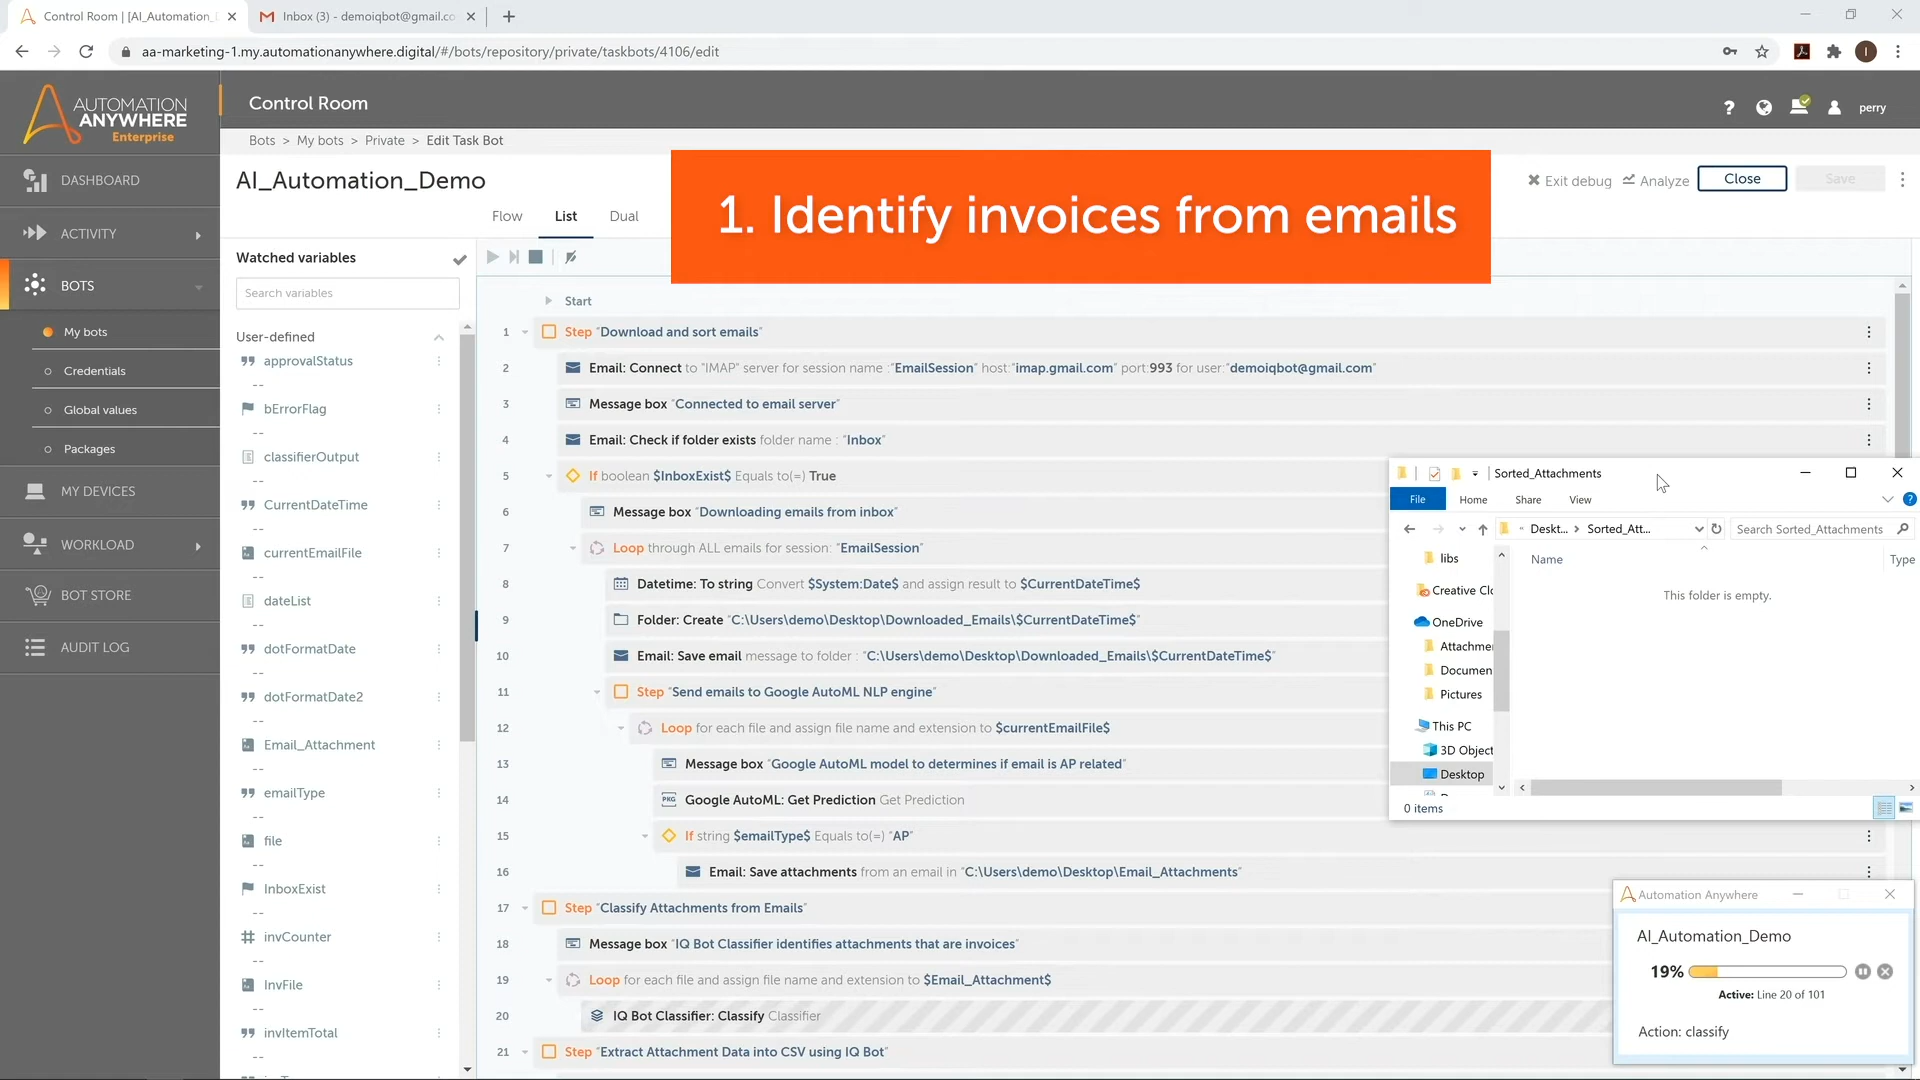 Control Room | [AI_Automation_D
Inbox (3) - demoiqbot@gmail.co
aa-marketing-1.my.automationanywhere.digital/#/bots/repository/private/taskbots/4106/edit
I
AUTOMATION
ANYWHERE
Enterprise
Control Room
perry
Bots > My bots > Private > Edit Task Bot
AI_Automation_Demo
1. Identify invoices from emails
Exit debug
Analyze
Close
Save
Flow
List
Dual
DASHBOARD
ACTIVITY
BOTS
My bots
Credentials
Global values
Packages
MY DEVICES
WORKLOAD
BOT STORE
AUDIT LOG
Watched variables
Search variables
User-defined
approvalStatus
--
bErrorFlag
--
classifierOutput
--
CurrentDateTime
--
currentEmailFile
--
dateList
--
dotFormatDate
--
dotFormatDate2
--
Email_Attachment
--
emailType
--
file
--
InboxExist
--
invCounter
--
InvFile
--
invItemTotal
--
Start
1 Step "Download and sort emails"
2 Email: Connect to "IMAP" server for session name :"EmailSession" host:"imap.gmail.com" port:993 for user:"demoiqbot@gmail.com"
3 Message box "Connected to email server"
4 Email: Check if folder exists folder name : "Inbox"
5 If boolean $InboxExist$ Equals to(=) True
6 Message box "Downloading emails from inbox"
7 Loop through ALL emails for session: "EmailSession"
8 Datetime: To string Convert $System:Date$ and assign result to $CurrentDateTime$
9 Folder: Create "C:\Users\demo\Desktop\Downloaded_Emails\$CurrentDateTime$"
10 Email: Save email message to folder : "C:\Users\demo\Desktop\Downloaded_Emails\$CurrentDateTime$"
11 Step "Send emails to Google AutoML NLP engine"
12 Loop for each file and assign file name and extension to $currentEmailFile$
13 Message box "Google AutoML model to determines if email is AP related"
14 PKG Google AutoML: Get Prediction Get Prediction
15 If string $emailType$ Equals to(=) "AP"
16 Email: Save attachments from an email in "C:\Users\demo\Desktop\Email_Attachments"
17 Step "Classify Attachments from Emails"
18 Message box "IQ Bot Classifier identifies attachments that are invoices"
19 Loop for each file and assign file name and extension to $Email_Attachment$
20 IQ Bot Classifier: Classify Classifier
21 Step "Extract Attachment Data into CSV using IQ Bot"
Sorted_Attachments
File
Home
Share
View
« Deskt... > Sorted_Att...
Search Sorted_Attachments
libs
Creative Clo
OneDrive
Attachme
Documen
Pictures
This PC
3D Object
Desktop
Name
Type
This folder is empty.
0 items
Automation Anywhere
AI_Automation_Demo
19%
Active: Line 20 of 101
Action: classify